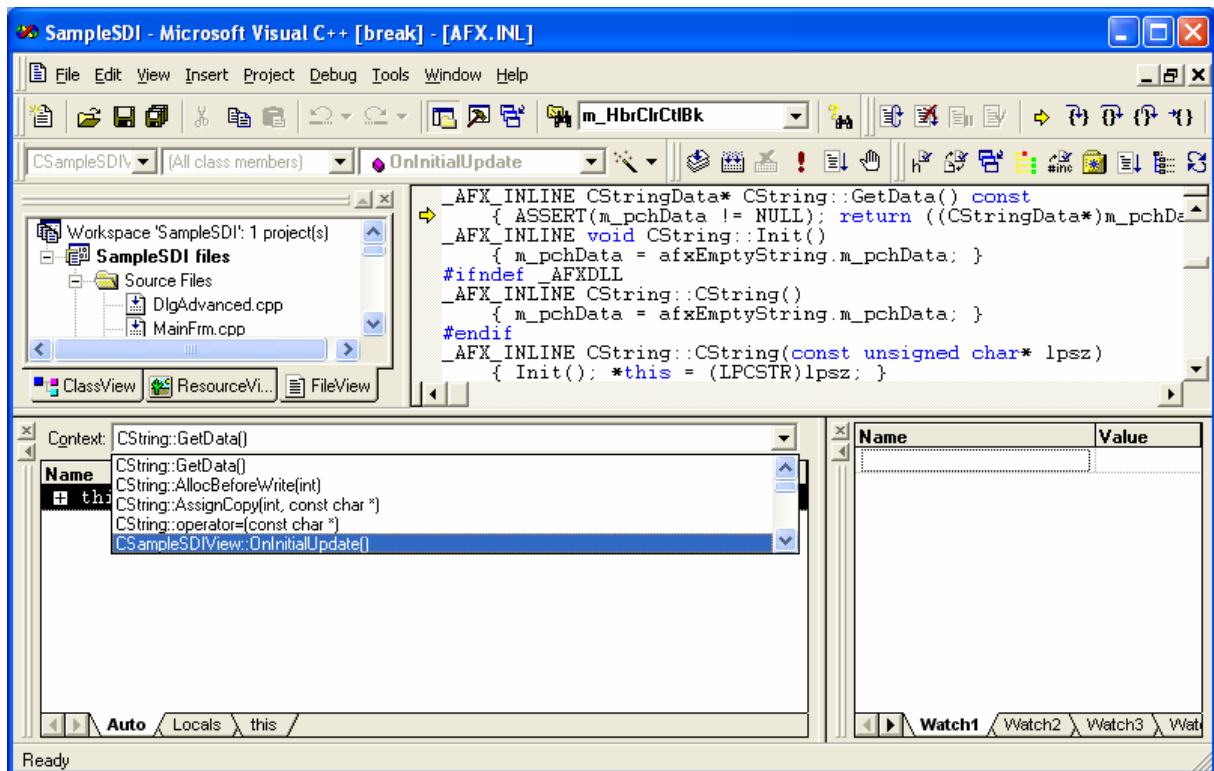 SampleSDI - Microsoft Visual C++ [break] - [AFX.INL]
File Edit View Insert Project Debug Tools Window Help
m_HbrClrCtlBk
(All class members) OnInitialUpdate
#inc
Workspace 'SampleSDI': 1 project(s)
SampleSDI files
Source Files
DlgAdvanced.cpp
MainFrm.cpp
ClassView ResourceVi... FileView
_AFX_INLINE CStringData* CString::GetData() const
{ ASSERT(m_pchData != NULL); return ((CStringData*)m_pchDa
_AFX_INLINE void CString::Init()
{ m_pchData = afxEmptyString.m_pchData; }
#ifndef _AFXDLL
_AFX_INLINE CString::CString()
{ m_pchData = afxEmptyString.m_pchData; }
#endif
_AFX_INLINE CString::CString(const unsigned char* lpsz)
{ Init(); *this = (LPCSTR)lpsz; }
Context: CString::GetData()
Name
thi
CString::GetData()
CString::AllocBeforeWrite(int)
CString::AssignCopy(int, const char *)
CString::operator=(const char *)
CSampleSDIView::OnInitialUpdate()
Auto Locals this
Name Value
Watch1 Watch2 Watch3 Wat
Ready